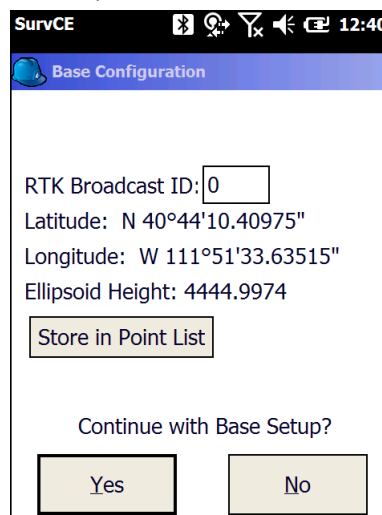 SurvCE 12:40
Base Configuration
RTK Broadcast ID: 0
Latitude: N 40°44'10.40975"
Longitude: W 111°51'33.63515"
Ellipsoid Height: 4444.9974
Store in Point List
Continue with Base Setup?
Yes No